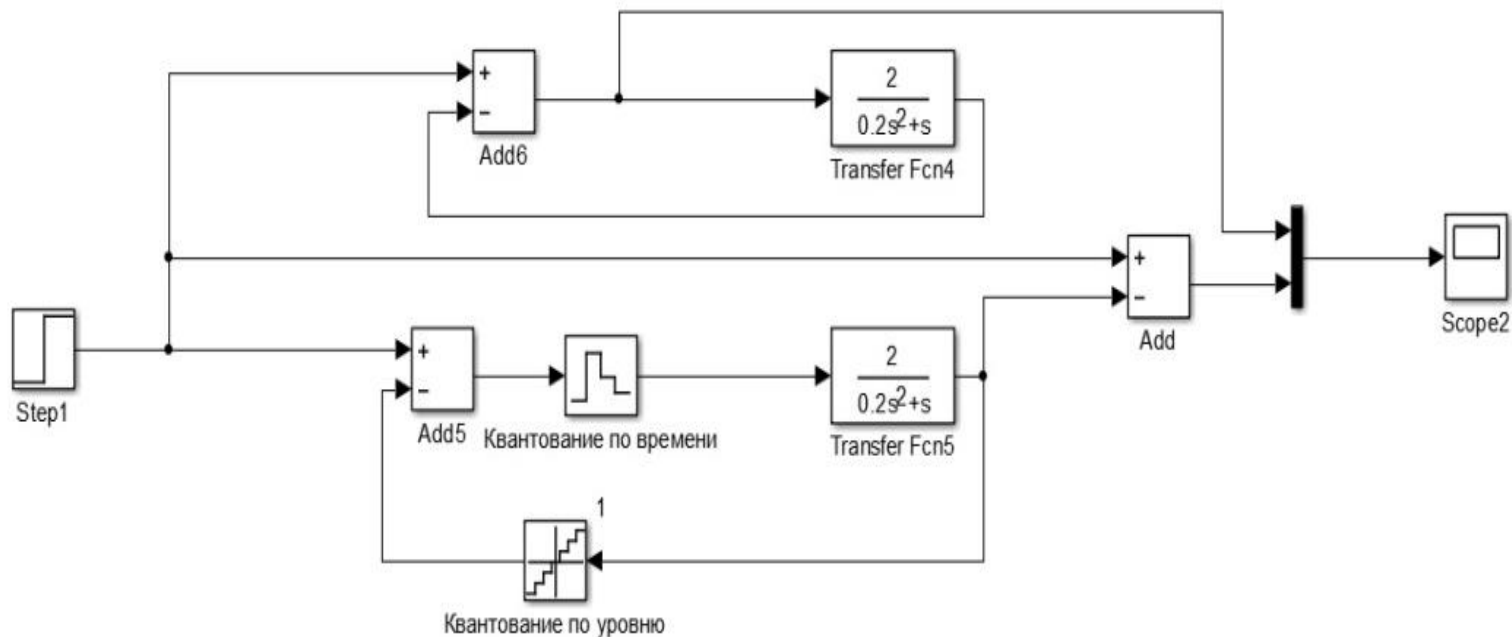 +
−
Add6
2
0.2s²+s
Transfer Fcn4
+
−
Add
Scope2
Step1
+
−
Add5
Квантование по времени
2
0.2s²+s
Transfer Fcn5
1
Квантование по уровню